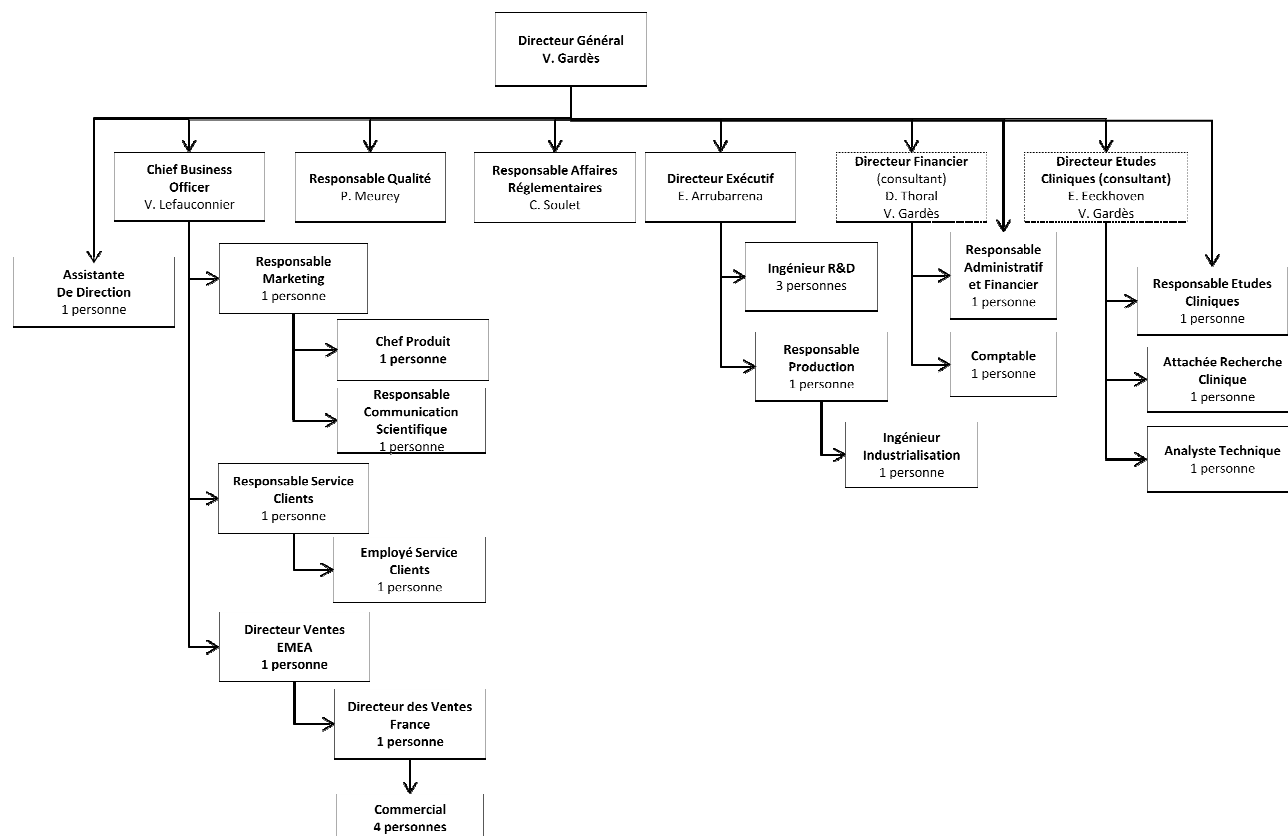 Directeur Général
V. Gardès
Chief Business
Officer
V. Lefauconnier
Responsable Qualité
P. Meurey
Responsable Affaires
Réglementaires
C. Soulet
Directeur Exécutif
E. Arrubarrena
Directeur Financier
(consultant)
D. Thoral
V. Gardès
Directeur Etudes
Cliniques (consultant)
E. Eeckhoven
V. Gardès
Assistante
De Direction
1 personne
Responsable
Marketing
1 personne
Chef Produit
1 personne
Responsable
Communication
Scientifique
1 personne
Responsable Service
Clients
1 personne
Employé Service
Clients
1 personne
Directeur Ventes
EMEA
1 personne
Directeur des Ventes
France
1 personne
Commercial
4 personnes
Ingénieur R&D
3 personnes
Responsable
Production
1 personne
Ingénieur
Industrialisation
1 personne
Responsable
Administratif
et Financier
1 personne
Comptable
1 personne
Responsable Etudes
Cliniques
1 personne
Attachée Recherche
Clinique
1 personne
Analyste Technique
1 personne